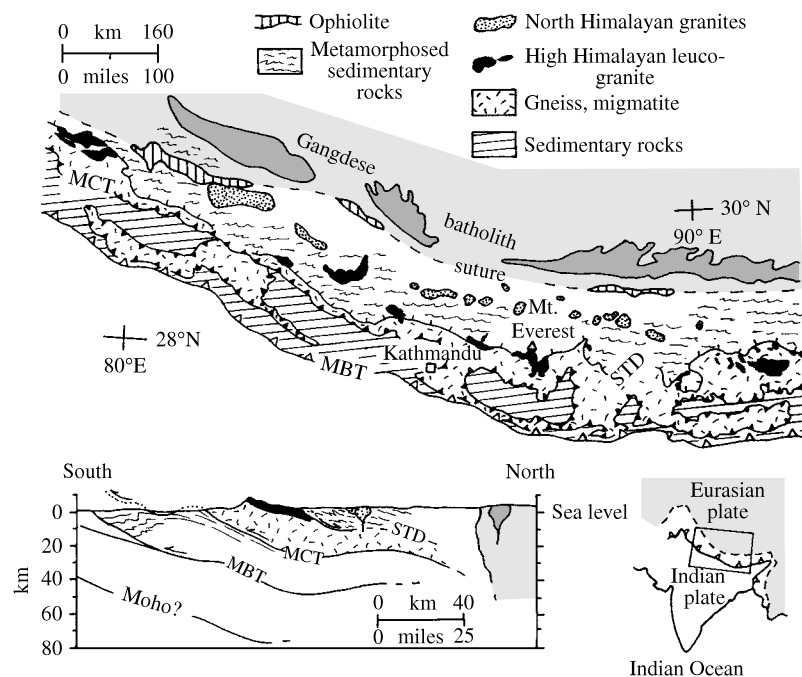 0 km 160
0 miles 100
Ophiolite
Metamorphosed
sedimentary
rocks
North Himalayan granites
High Himalayan leuco-
granite
Gneiss, migmatite
Sedimentary rocks
Gangdese
batholith
suture
MCT
30° N
90° E
Mt.
Everest
28°N
80°E
MBT
Kathmandu
STD
South
North
0
20
40
60
80
km
Sea level
STD
MCT
MBT
Moho?
0 km 40
0 miles 25
Eurasian
plate
Indian
plate
Indian Ocean